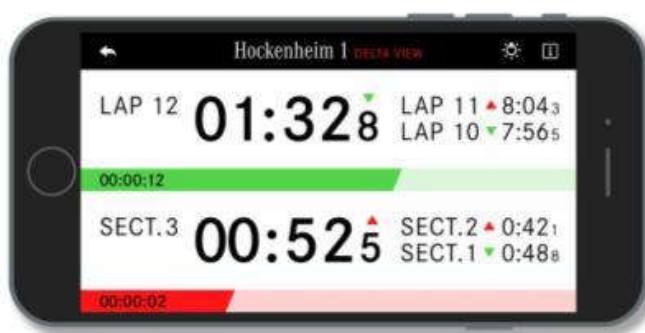 Hockenheim 1 DELTA VIEW
LAP 12 01:328 LAP 11 ▲ 8:043
LAP 10 ▼ 7:565
00:00:12
SECT.3 00:525 SECT.2 ▲ 0:421
SECT.1 ▼ 0:488
00:00:02